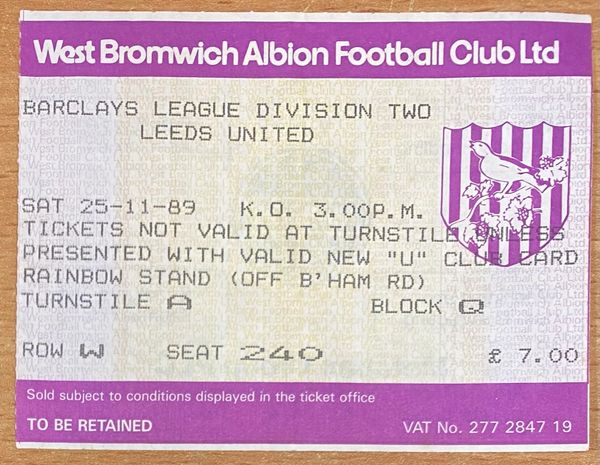 West Bromwich Albion Football Club Ltd
BARCLAYS LEAGUE DIVISION TWO
LEEDS UNITED
SAT 25-11-89 K.O. 3.00P.M.
TICKETS NOT VALID AT TURNSTILE UNLESS
PRESENTED WITH VALID NEW "U" CLUB CARD
RAINBOW STAND (OFF B'HAM RD)
TURNSTILE A BLOCK Q
ROW W SEAT 240 £ 7.00
Sold subject to conditions displayed in the ticket office
TO BE RETAINED VAT No. 277 2847 19